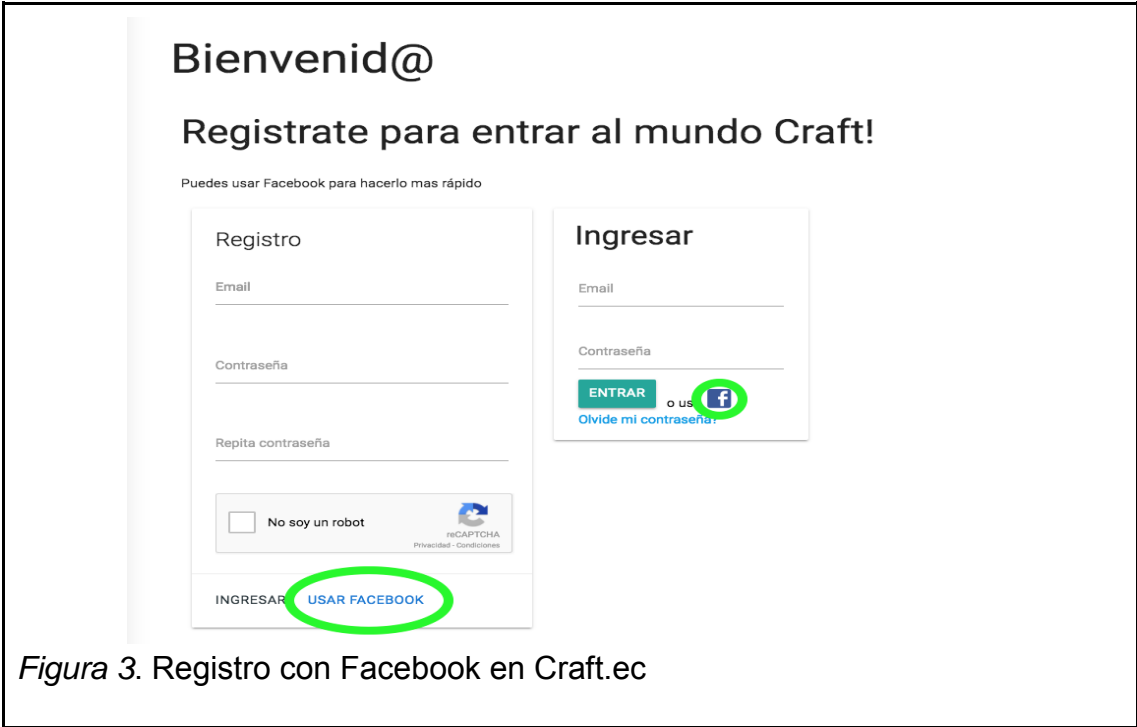 Bienvenid@
Registrate para entrar al mundo Craft!
Puedes usar Facebook para hacerlo mas rápido
Registro
Email
Contraseña
Repita contraseña
No soy un robot
reCAPTCHA
Privacidad - Condiciones
INGRESAR USAR FACEBOOK
Ingresar
Email
Contraseña
ENTRAR o us f
Olvide mi contraseña?
Figura 3. Registro con Facebook en Craft.ec